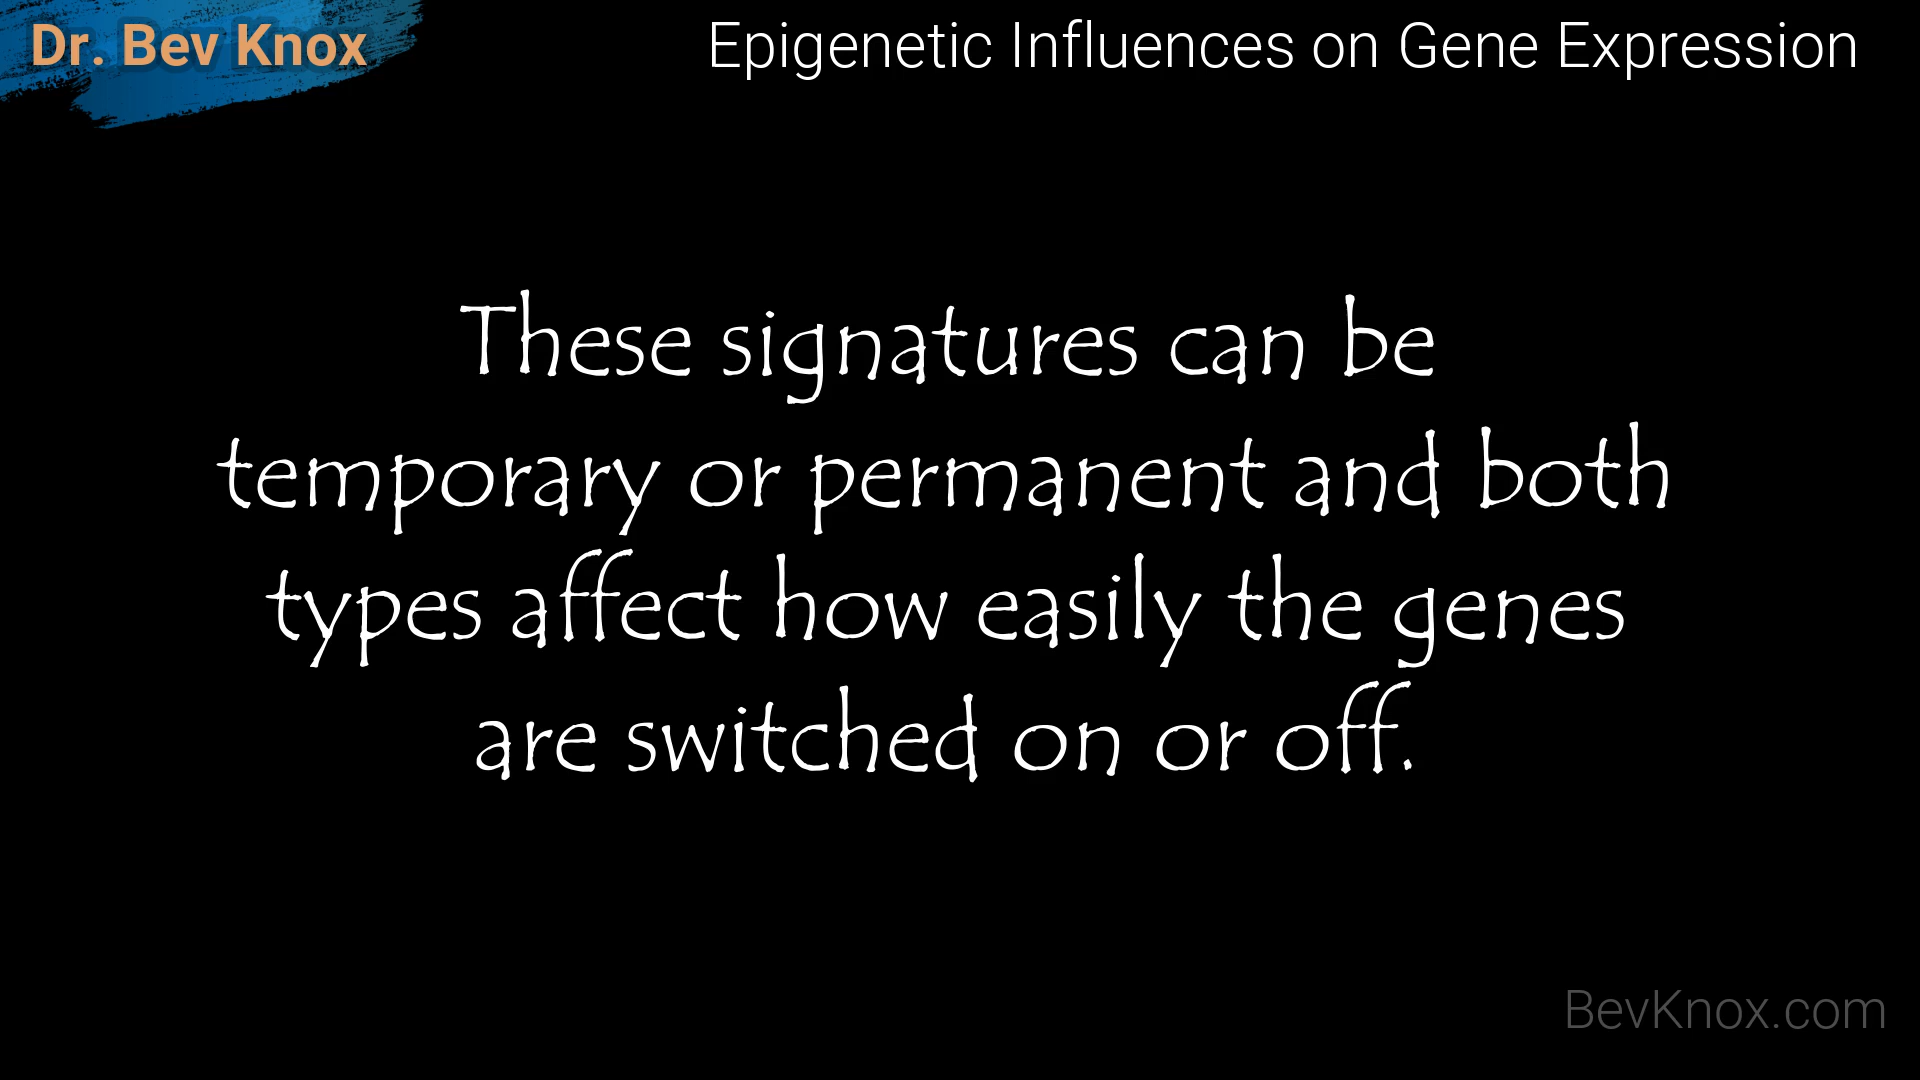 Dr. Bev Knox
Epigenetic Influences on Gene Expression
These signatures can be
temporary or permanent and both
types affect how easily the genes
are switched on or off.
BevKnox.com